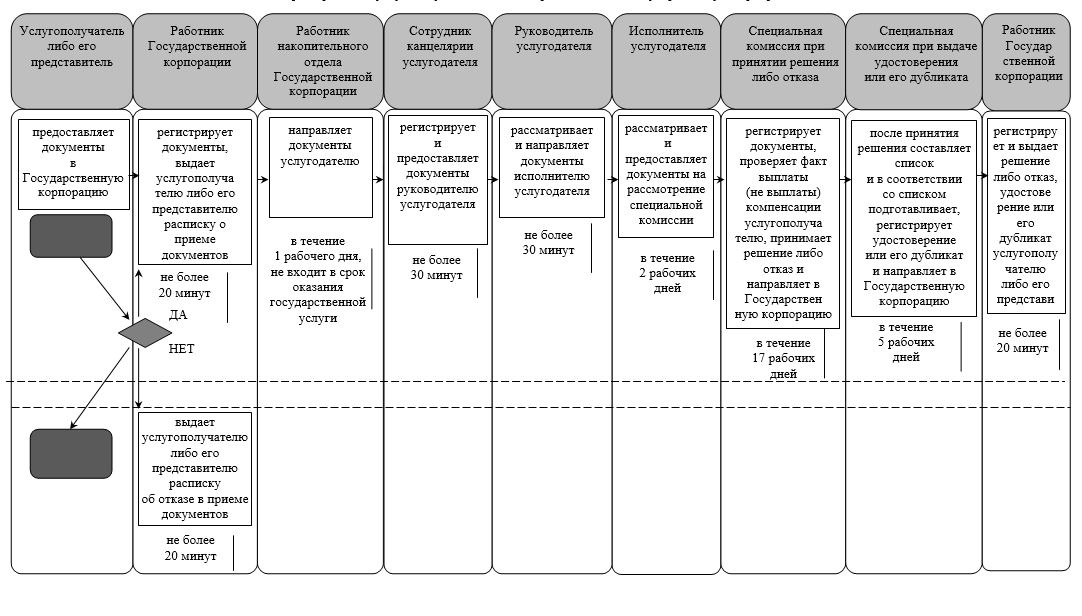 Услугополучатель
либо его
представитель
Работник
Государственной
корпорации
Работник
накопительного
отдела
Государственной
корпорации
Сотрудник
канцелярии
услугодателя
Руководитель
услугодателя
Исполнитель
услугодателя
Специальная
комиссия при
принятии решения
либо отказа
Специальная
комиссия при выдаче
удостоверения
или его дубликата
Работник
Государ
ственной
корпорации
предоставляет
документы
в
Государственную
корпорацию
регистрирует
документы,
выдает
услугополуча
телю либо его
представителю
расписку о
приеме
документов
не более
20 минут
ДА
НЕТ
выдает
услугополучателю
либо его
представителю
расписку
об отказе в приеме
документов
не более
20 минут
направляет
документы
услугодателю
в течение
1 рабочего дня,
не входит в срок
оказания
государственной
услуги
регистрирует
и
предоставляет
документы
руководителю
услугодателя
не более
30 минут
рассматривает
и направляет
документы
исполнителю
услугодателя
не более
30 минут
рассматривает
и
предоставляет
документы на
рассмотрение
специальной
комиссии
в течение
2 рабочих
дней
регистрирует
документы,
проверяет факт
выплаты
(не выплаты)
компенсации
услугополуча
телю, принимает
решение либо
отказ и
направляет в
Государствен
ную корпорацию
в течение
17 рабочих
дней
после принятия
решения составляет
список
и в соответствии
со списком
подготавливает,
регистрирует
удостоверение
или его дубликат
и направляет в
Государственную
корпорацию
в течение
5 рабочих
дней
регистриру
ет и выдает
решение
либо отказ,
удостове
рение или
его
дубликат
услугополу
чателю
либо его
представи
не более
20 минут